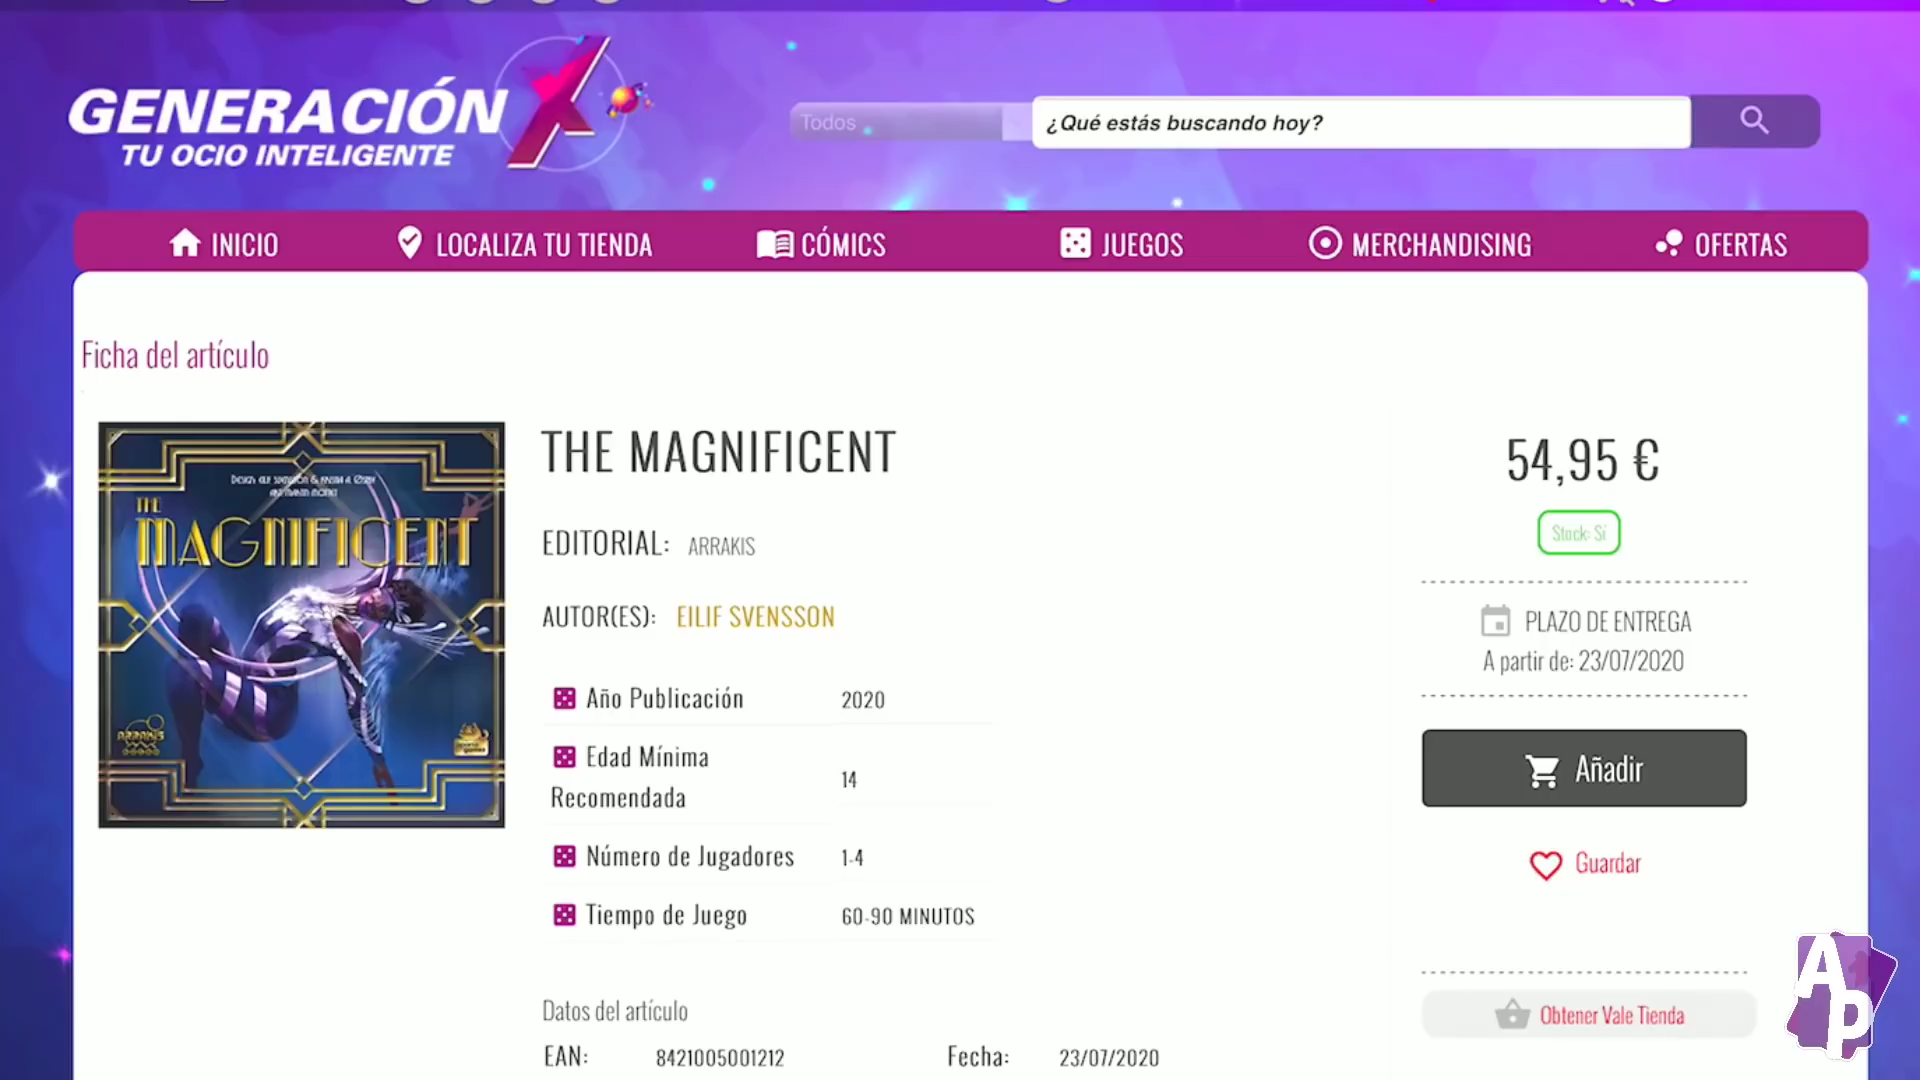 GENERACIÓN X
TU OCIO INTELIGENTE
Todos
¿Qué estás buscando hoy?
INICIO
LOCALIZA TU TIENDA
CÓMICS
JUEGOS
MERCHANDISING
OFERTAS
Ficha del artículo
THE
MAGNIFICENT
ARRAKIS
THE MAGNIFICENT
EDITORIAL: ARRAKIS
AUTOR(ES): EILIF SVENSSON
Año Publicación 2020
Edad Mínima
Recomendada 14
Número de Jugadores 1-4
Tiempo de Juego 60-90 MINUTOS
Datos del artículo
EAN: 8421005001212 Fecha: 23/07/2020
54,95 €
Stock: Sí
PLAZO DE ENTREGA
A partir de: 23/07/2020
Añadir
Guardar
Obtener Vale Tienda
AP